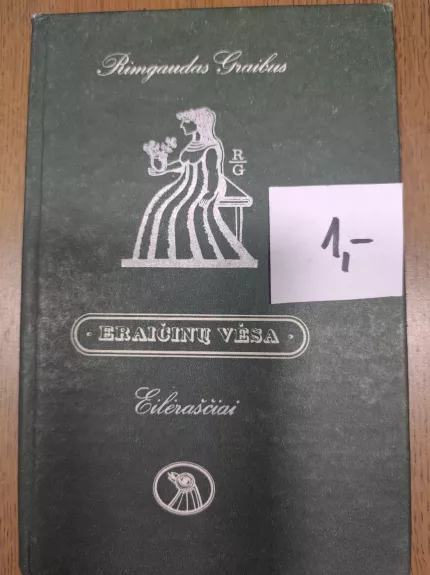 Rimgaudas Graibus
R
G
1,-
· ERAIČINŲ VĖSA ·
Eilėraščiai